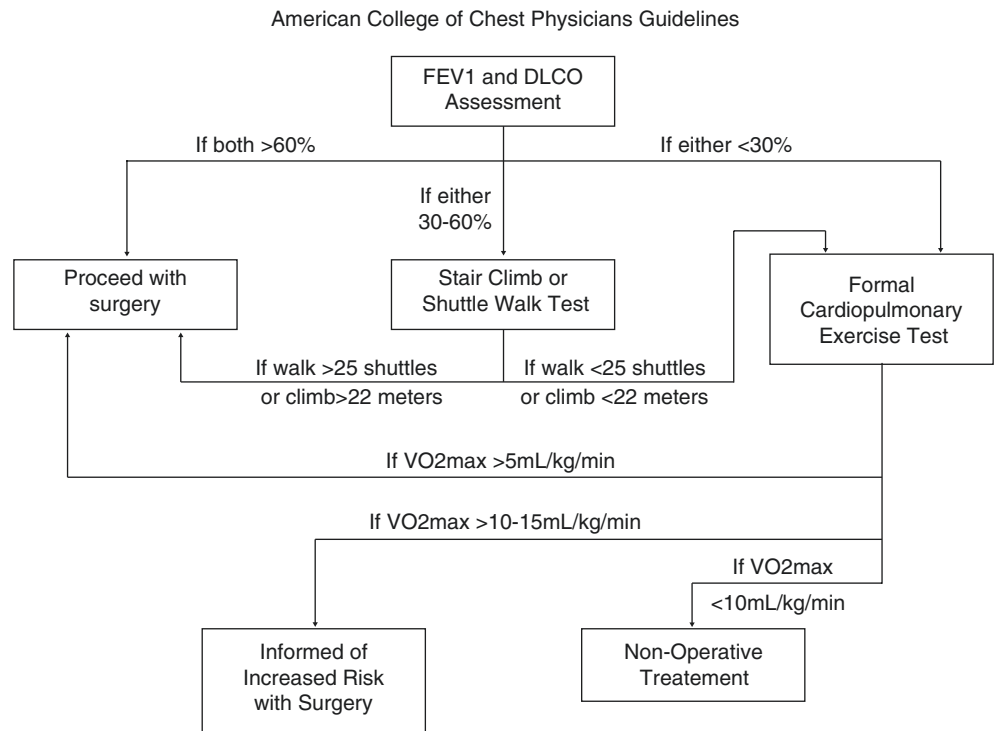 American College of Chest Physicians Guidelines
FEV1 and DLCO
Assessment
If both >60%
If either <30%
If either
30-60%
Proceed with
surgery
Stair Climb or
Shuttle Walk Test
Formal
Cardiopulmonary
Exercise Test
If walk >25 shuttles
or climb>22 meters
If walk <25 shuttles
or climb <22 meters
If VO2max >5mL/kg/min
If VO2max >10-15mL/kg/min
If VO2max
<10mL/kg/min
Informed of
Increased Risk
with Surgery
Non-Operative
Treatement